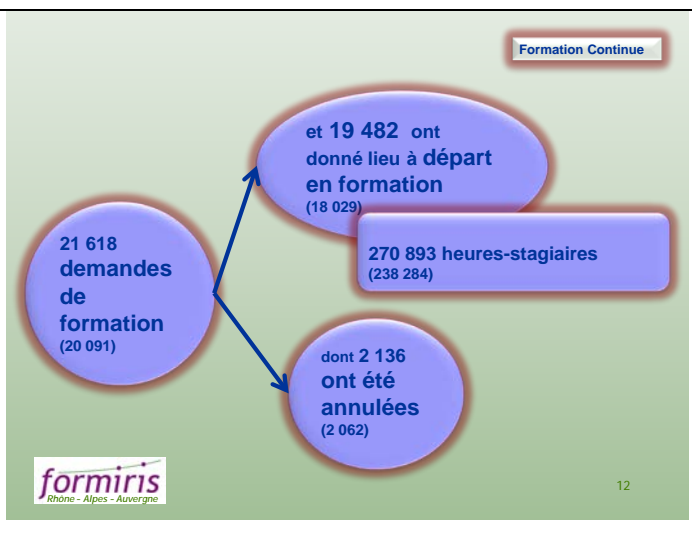 Formation Continue
et 19 482 ont
donné lieu à départ
en formation
(18 029)
270 893 heures-stagiaires
(238 284)
21 618
demandes
de
formation
(20 091)
dont 2 136
ont été
annulées
(2 062)
formiris
Rhône - Alpes - Auvergne
12